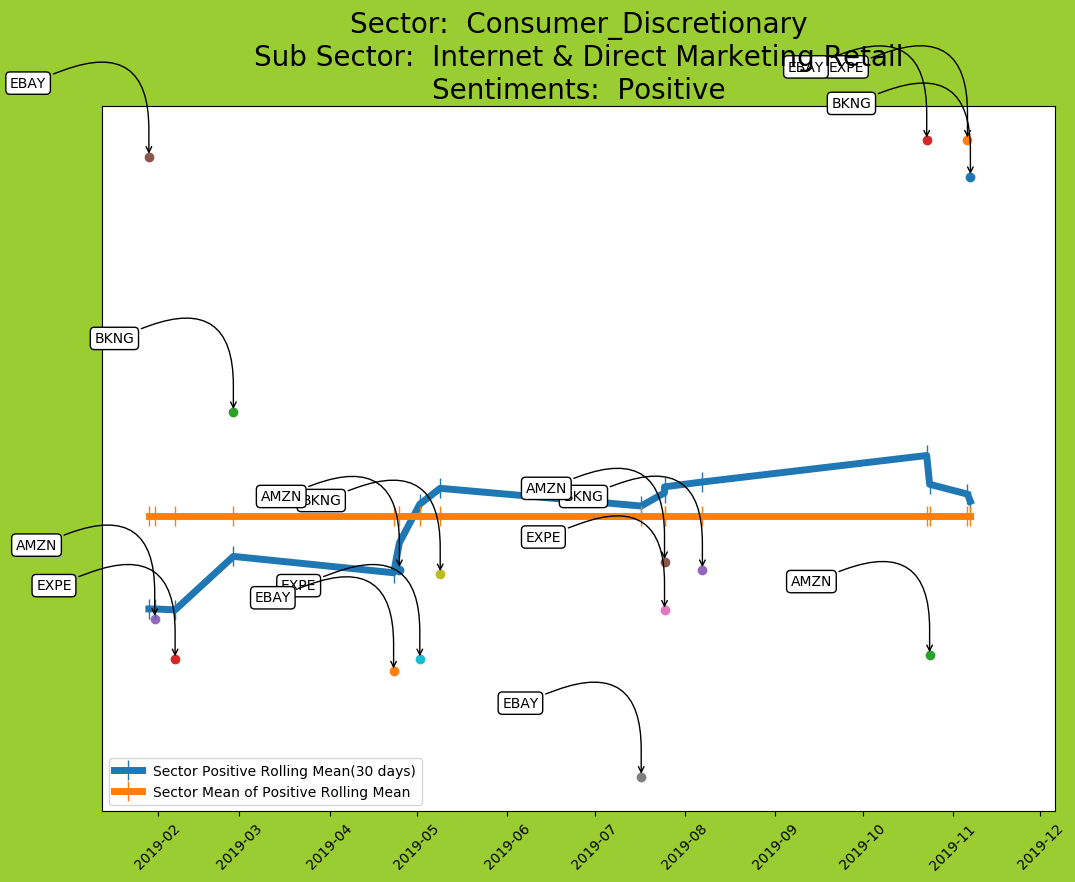 Sector:  Consumer_Discretionary
Sub Sector:  Internet & Direct Marketing Retail
Sentiments:  Positive
EBAY
EBAY
EXPE
BKNG
BKNG
AMZN
BKNG
AMZN
BKNG
AMZN
EXPE
EXPE
EXPE
EBAY
AMZN
EBAY
Sector Positive Rolling Mean(30 days)
Sector Mean of Positive Rolling Mean
2019-02
2019-03
2019-04
2019-05
2019-06
2019-07
2019-08
2019-09
2019-10
2019-11
2019-12